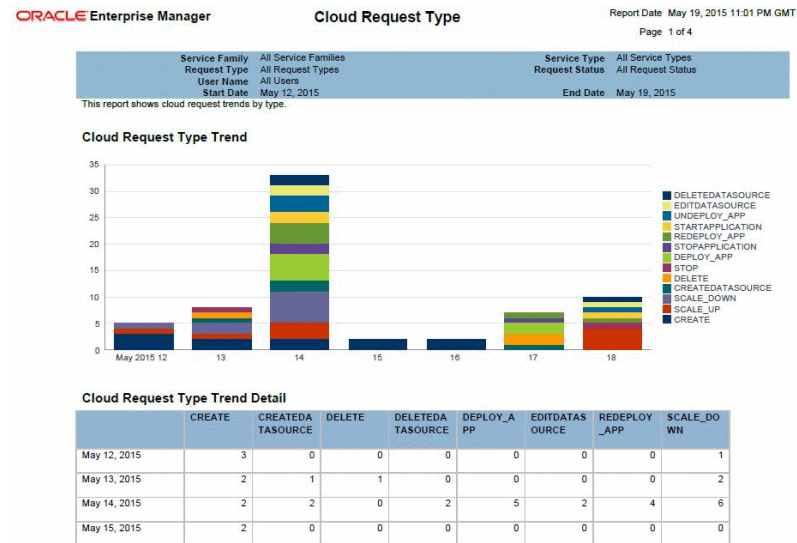 ORACLE Enterprise Manager
Cloud Request Type
Report Date May 19, 2015 11:01 PM GMT
Page 1 of 4
Service Family All Service Families
Service Type All Service Types
Request Type All Request Types
Request Status All Request Status
User Name All Users
Start Date May 12, 2015
End Date May 19, 2015
This report shows cloud request trends by type.
Cloud Request Type Trend
35
30
25
20
15
10
5
0
May 2015 12 13 14 15 16 17 18
DELETEDATASOURCE
EDITDATASOURCE
UNDEPLOY_APP
STARTAPPLICATION
REDEPLOY_APP
STOPAPPLICATION
DEPLOY_APP
STOP
DELETE
CREATEDATASOURCE
SCALE_DOWN
SCALE_UP
CREATE
Cloud Request Type Trend Detail
CREATE CREATEDA DELETE DELETEDA DEPLOY_A EDITDATAS REDEPLOY SCALE_DO
TASOURCE TASOURCE PP OURCE _APP WN
May 12, 2015 3 0 0 0 0 0 0 1
May 13, 2015 2 1 1 0 0 0 0 2
May 14, 2015 2 2 0 2 5 2 4 6
May 15, 2015 2 0 0 0 0 0 0 0